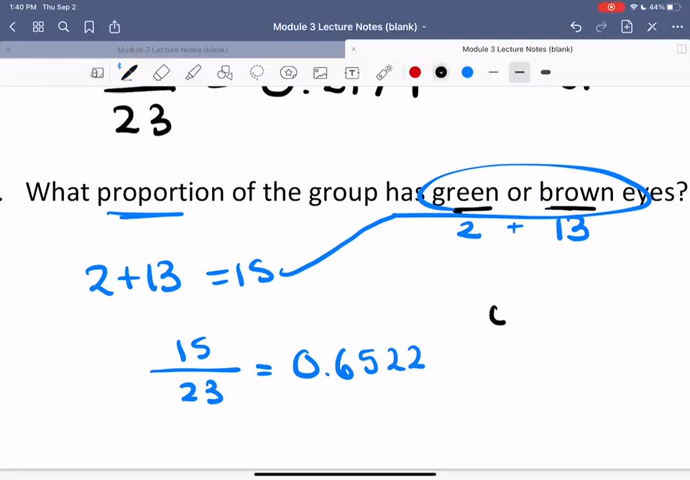 1:40 PM Thu Sep 2
44%
Module 3 Lecture Notes (blank)
Module 3 Lecture Notes (blank)
Module 3 Lecture Notes (blank)
23
What proportion of the group has green or brown eyes?
2 + 13
2+13 = 15
15
23
= 0.6522